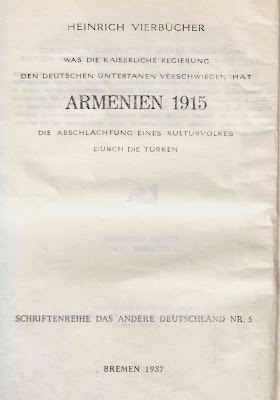 HEINRICH VIERBÜCHER
WAS DIE KAISERLICHE REGIERUNG
DEN DEUTSCHEN UNTERTANEN VERSCHWIEGEN HAT
ARMENIEN 1915
DIE ABSCHLACHTUNG EINES KULTURVOLKES
DURCH DIE TÜRKEN
SCHRIFTENREIHE DAS ANDERE DEUTSCHLAND NR. 5
BREMEN 1937